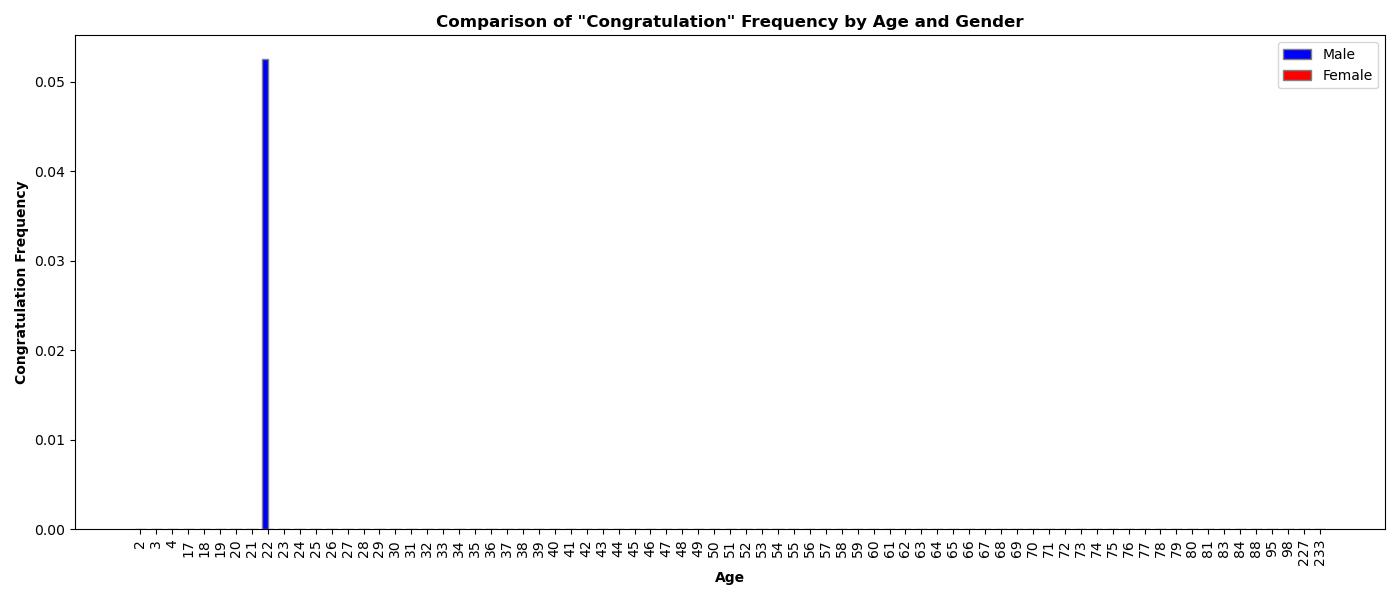 Comparison of "Congratulation" Frequency by Age and Gender
Male
Female
Congratulation Frequency
0.05
0.04
0.03
0.02
0.01
0.00
2 3 4 17 18 19 20 21 22 23 24 25 26 27 28 29 30 31 32 33 34 35 36 37 38 39 40 41 42 43 44 45 46 47 48 49 50 51 52 53 54 55 56 57 58 59 60 61 62 63 64 65 66 67 68 69 70 71 72 73 74 75 76 77 78 79 80 81 83 84 88 95 98 227 233
Age